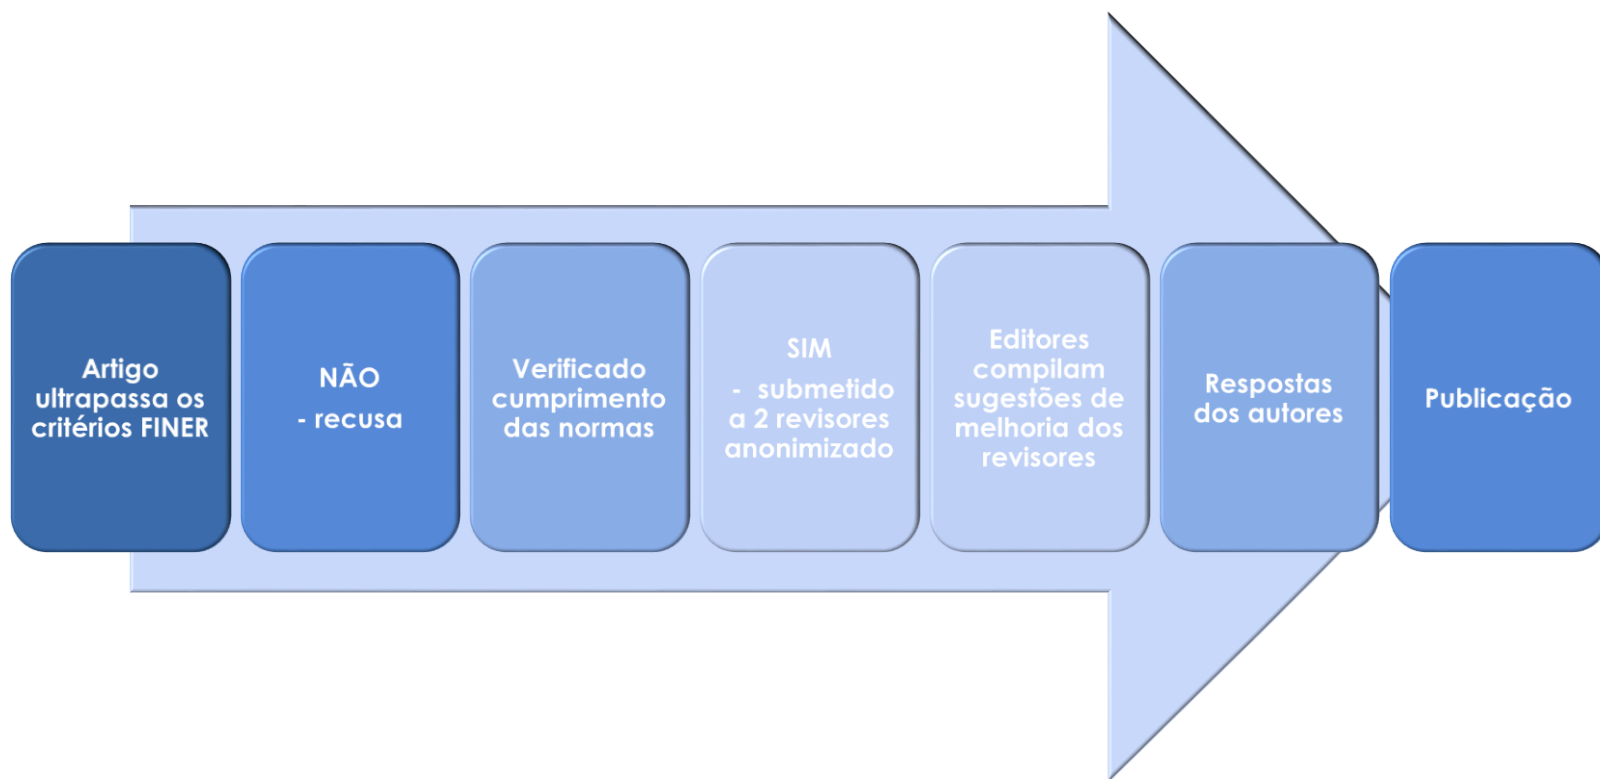 Artigo
ultrapassa os
critérios FINER
NÃO
- recusa
Verificado
cumprimento
das normas
SIM
- submetido
a 2 revisores
anonimizado
Editores
compilam
sugestões de
melhoria dos
revisores
Respostas
dos autores
Publicação